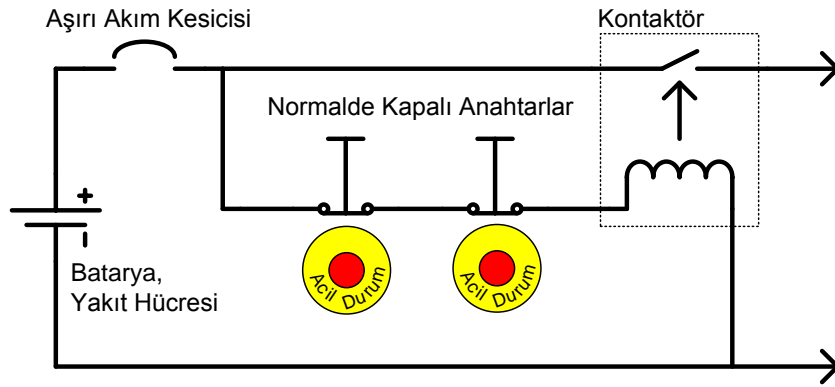 Aşırı Akım Kesicisi
Kontaktör
Normalde Kapalı Anahtarlar
+
-
Batarya,
Yakıt Hücresi
Acil Durum
Acil Durum